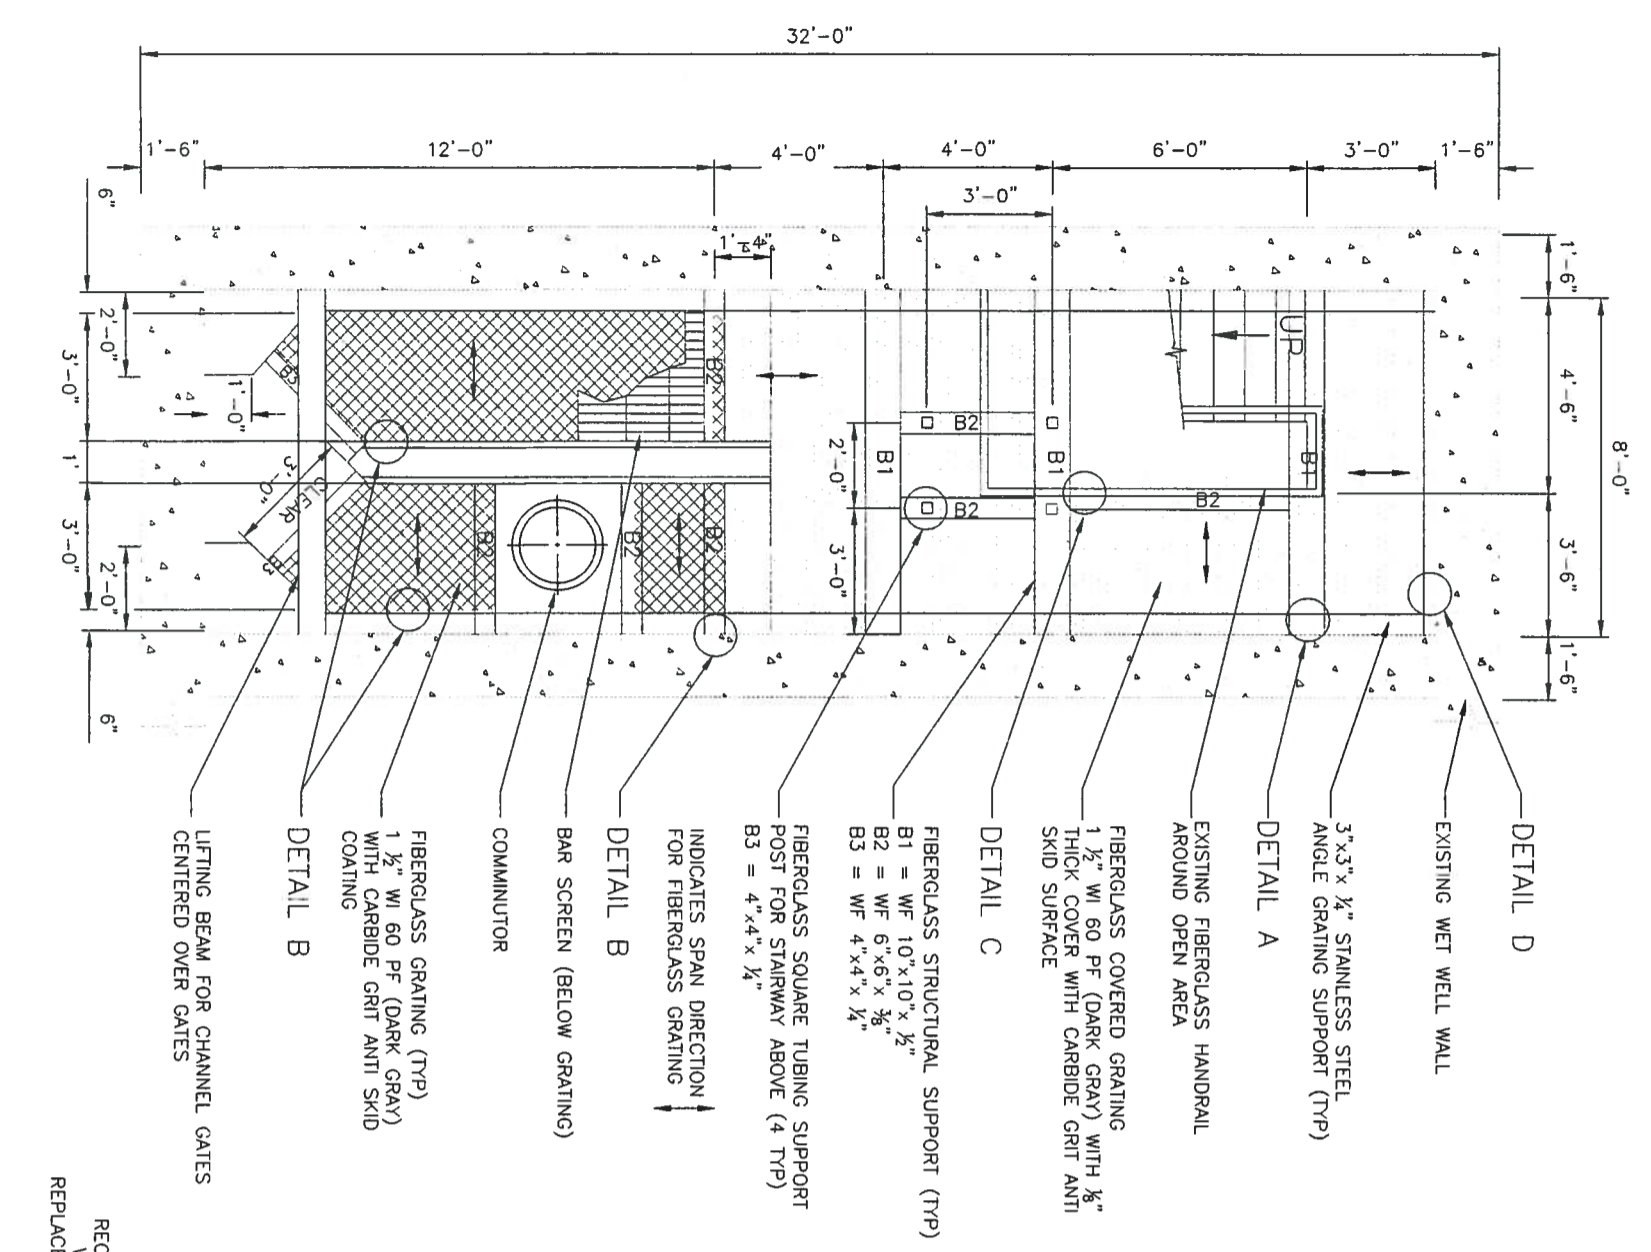 32'-0"
1'-6"
12'-0"
4'-0"
4'-0"
6'-0"
3'-0"
1'-6"
3'-0"
6"
1'-4"
1'-6"
2'-0"
3'-0"
1'-0"
1'
3'-0"
2'-0"
6"
B3
3'-0"
CLEAR
B3
B2
B2
B2
B2
B1
B2
B2
2'-0"
3'-0"
B1
B2
B1
UP
4'-6"
8'-0"
3'-6"
1'-6"
DETAIL D
EXISTING WET WELL WALL
3"x3"x ¼" STAINLESS STEEL
ANGLE GRATING SUPPORT (TYP)
DETAIL A
EXISTING FIBERGLASS HANDRAIL
AROUND OPEN AREA
FIBERGLASS COVERED GRATING
1 ½" WI 60 PF (DARK GRAY) WITH ⅛"
THICK COVER WITH CARBIDE GRIT ANTI
SKID SURFACE
DETAIL C
FIBERGLASS STRUCTURAL SUPPORT (TYP)
B1 = WF 10"x10"x ½"
B2 = WF 6"x6"x ⅜"
B3 = WF 4"x4"x ¼"
FIBERGLASS SQUARE TUBING SUPPORT
POST FOR STAIRWAY ABOVE (4 TYP)
B3 = 4"x4"x ¼"
INDICATES SPAN DIRECTION
FOR FIBERGLASS GRATING
DETAIL B
BAR SCREEN (BELOW GRATING)
COMMINUTOR
FIBERGLASS GRATING (TYP)
1 ½" WI 60 PF (DARK GRAY)
WITH CARBIDE GRIT ANTI SKID
COATING
DETAIL B
LIFTING BEAM FOR CHANNEL GATES
CENTERED OVER GATES
REC
REPLACE